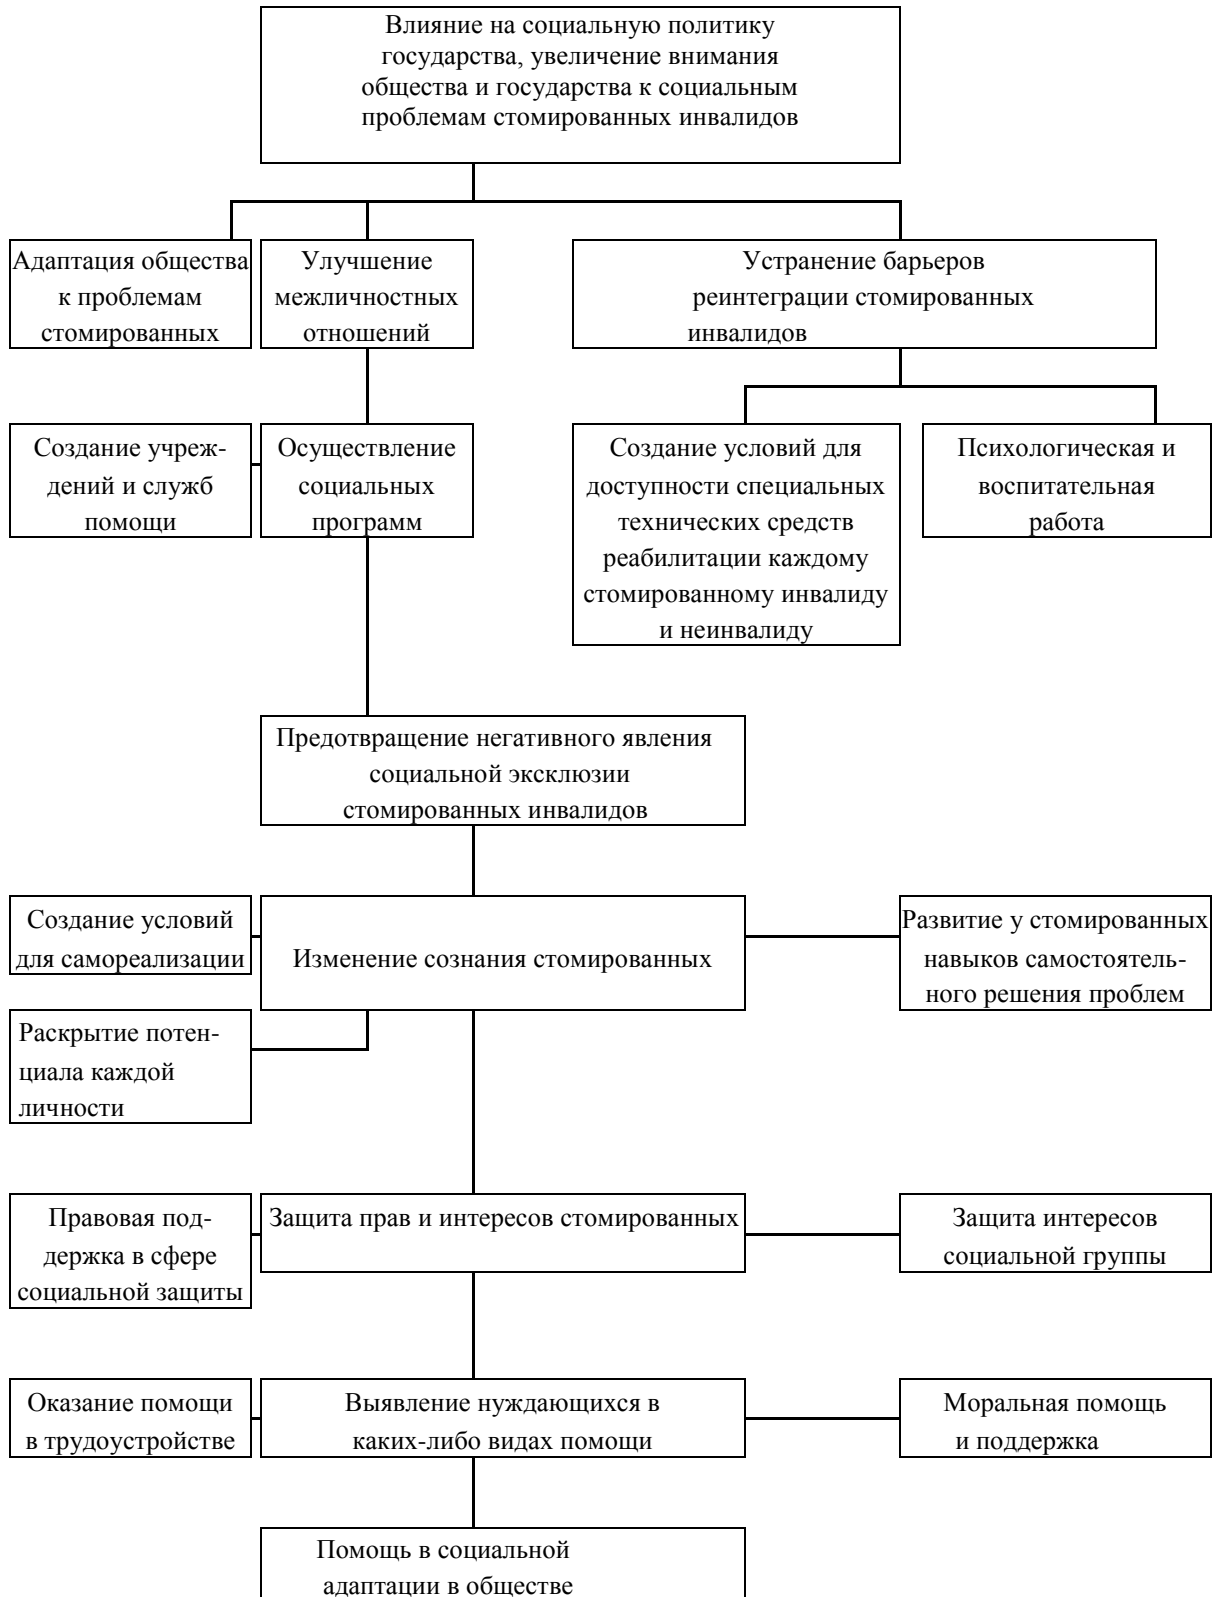 Влияние на социальную политику
государства, увеличение внимания
общества и государства к социальным
проблемам стомированных инвалидов
Адаптация общества
к проблемам
стомированных
Улучшение
межличностных
отношений
Устранение барьеров
реинтеграции стомированных
инвалидов
Создание учреж-
дений и служб
помощи
Осуществление
социальных
программ
Создание условий для
доступности специальных
технических средств
реабилитации каждому
стомированному инвалиду
и неинвалиду
Психологическая и
воспитательная
работа
Предотвращение негативного явления
социальной эксклюзии
стомированных инвалидов
Создание условий
для самореализации
Изменение сознания стомированных
Развитие у стомированных
навыков самостоятель-
ного решения проблем
Раскрытие потен-
циала каждой
личности
Правовая под-
держка в сфере
социальной защиты
Защита прав и интересов стомированных
Защита интересов
социальной группы
Оказание помощи
в трудоустройстве
Выявление нуждающихся в
каких-либо видах помощи
Моральная помощь
и поддержка
Помощь в социальной
адаптации в обществе